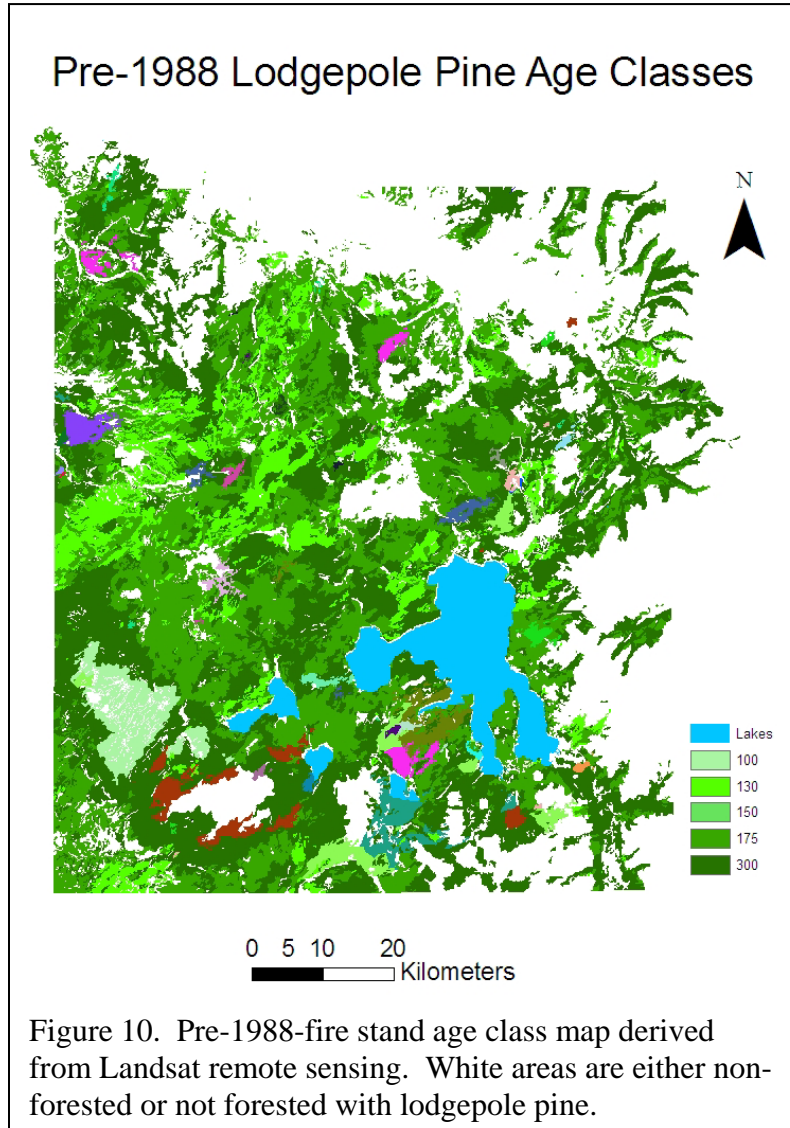 Pre-1988 Lodgepole Pine Age Classes
N
Lakes
100
130
150
175
300
0 5 10 20
Kilometers
Figure 10. Pre-1988-fire stand age class map derived
from Landsat remote sensing. White areas are either non-
forested or not forested with lodgepole pine.